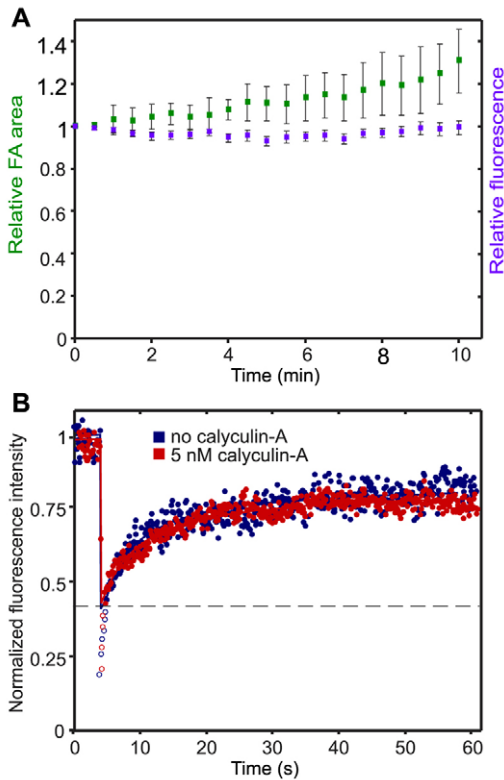 A
1.4
1.2
1
0.8
0.6
0.4
0.2
0
Relative FA area
Relative fluorescence
0 2 4 6 8 10
Time (min)
B
no calyculin-A
5 nM calyculin-A
1
0.75
0.5
0.25
0
Normalized fluorescence intensity
0 10 20 30 40 50 60
Time (s)